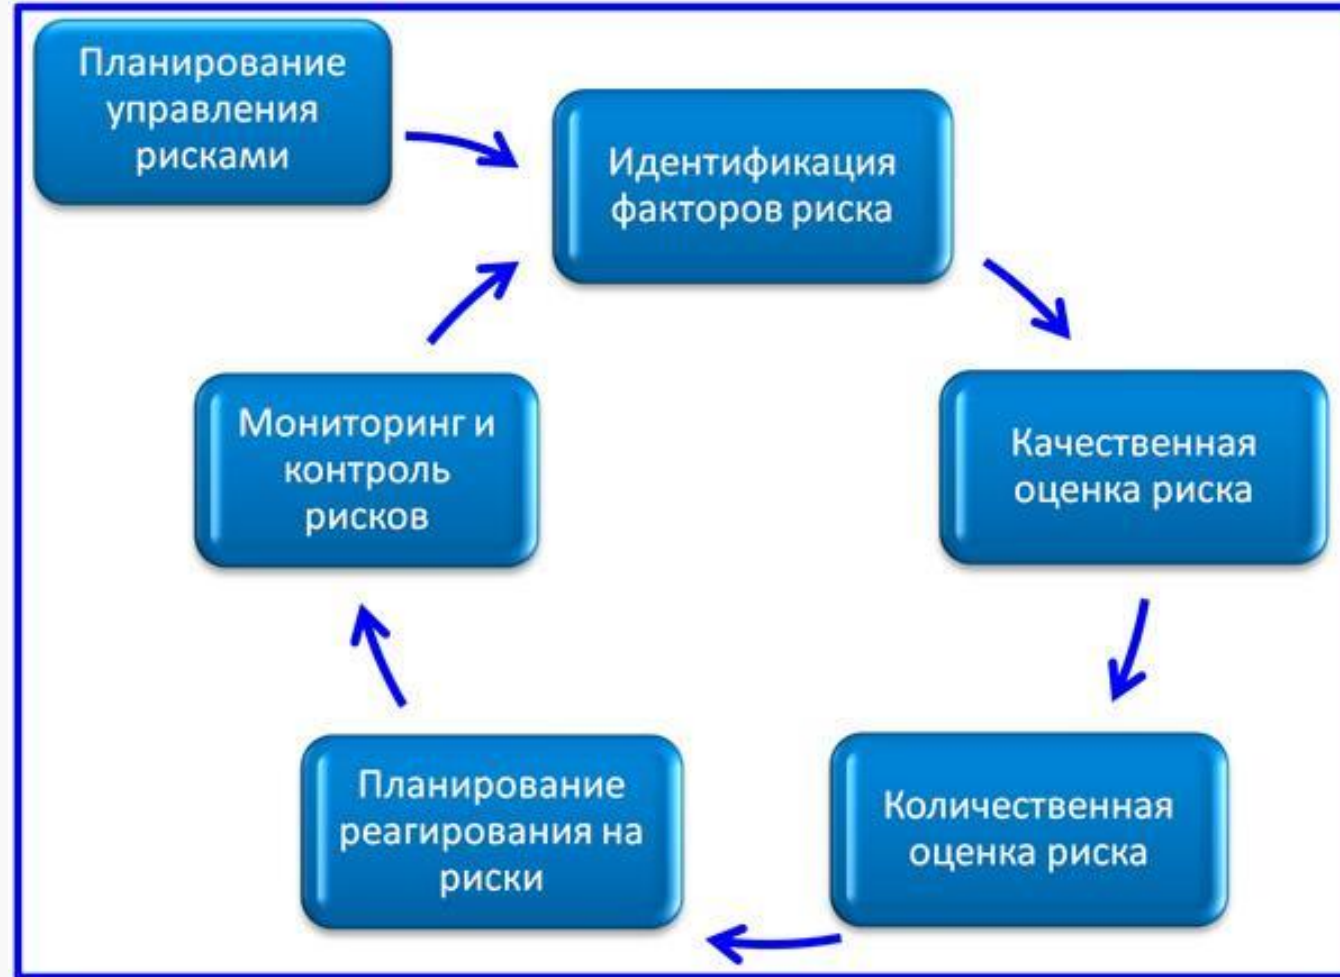 Планирование
управления
рисками
Идентификация
факторов риска
Качественная
оценка риска
Количественная
оценка риска
Планирование
реагирования на
риски
Мониторинг и
контроль
рисков